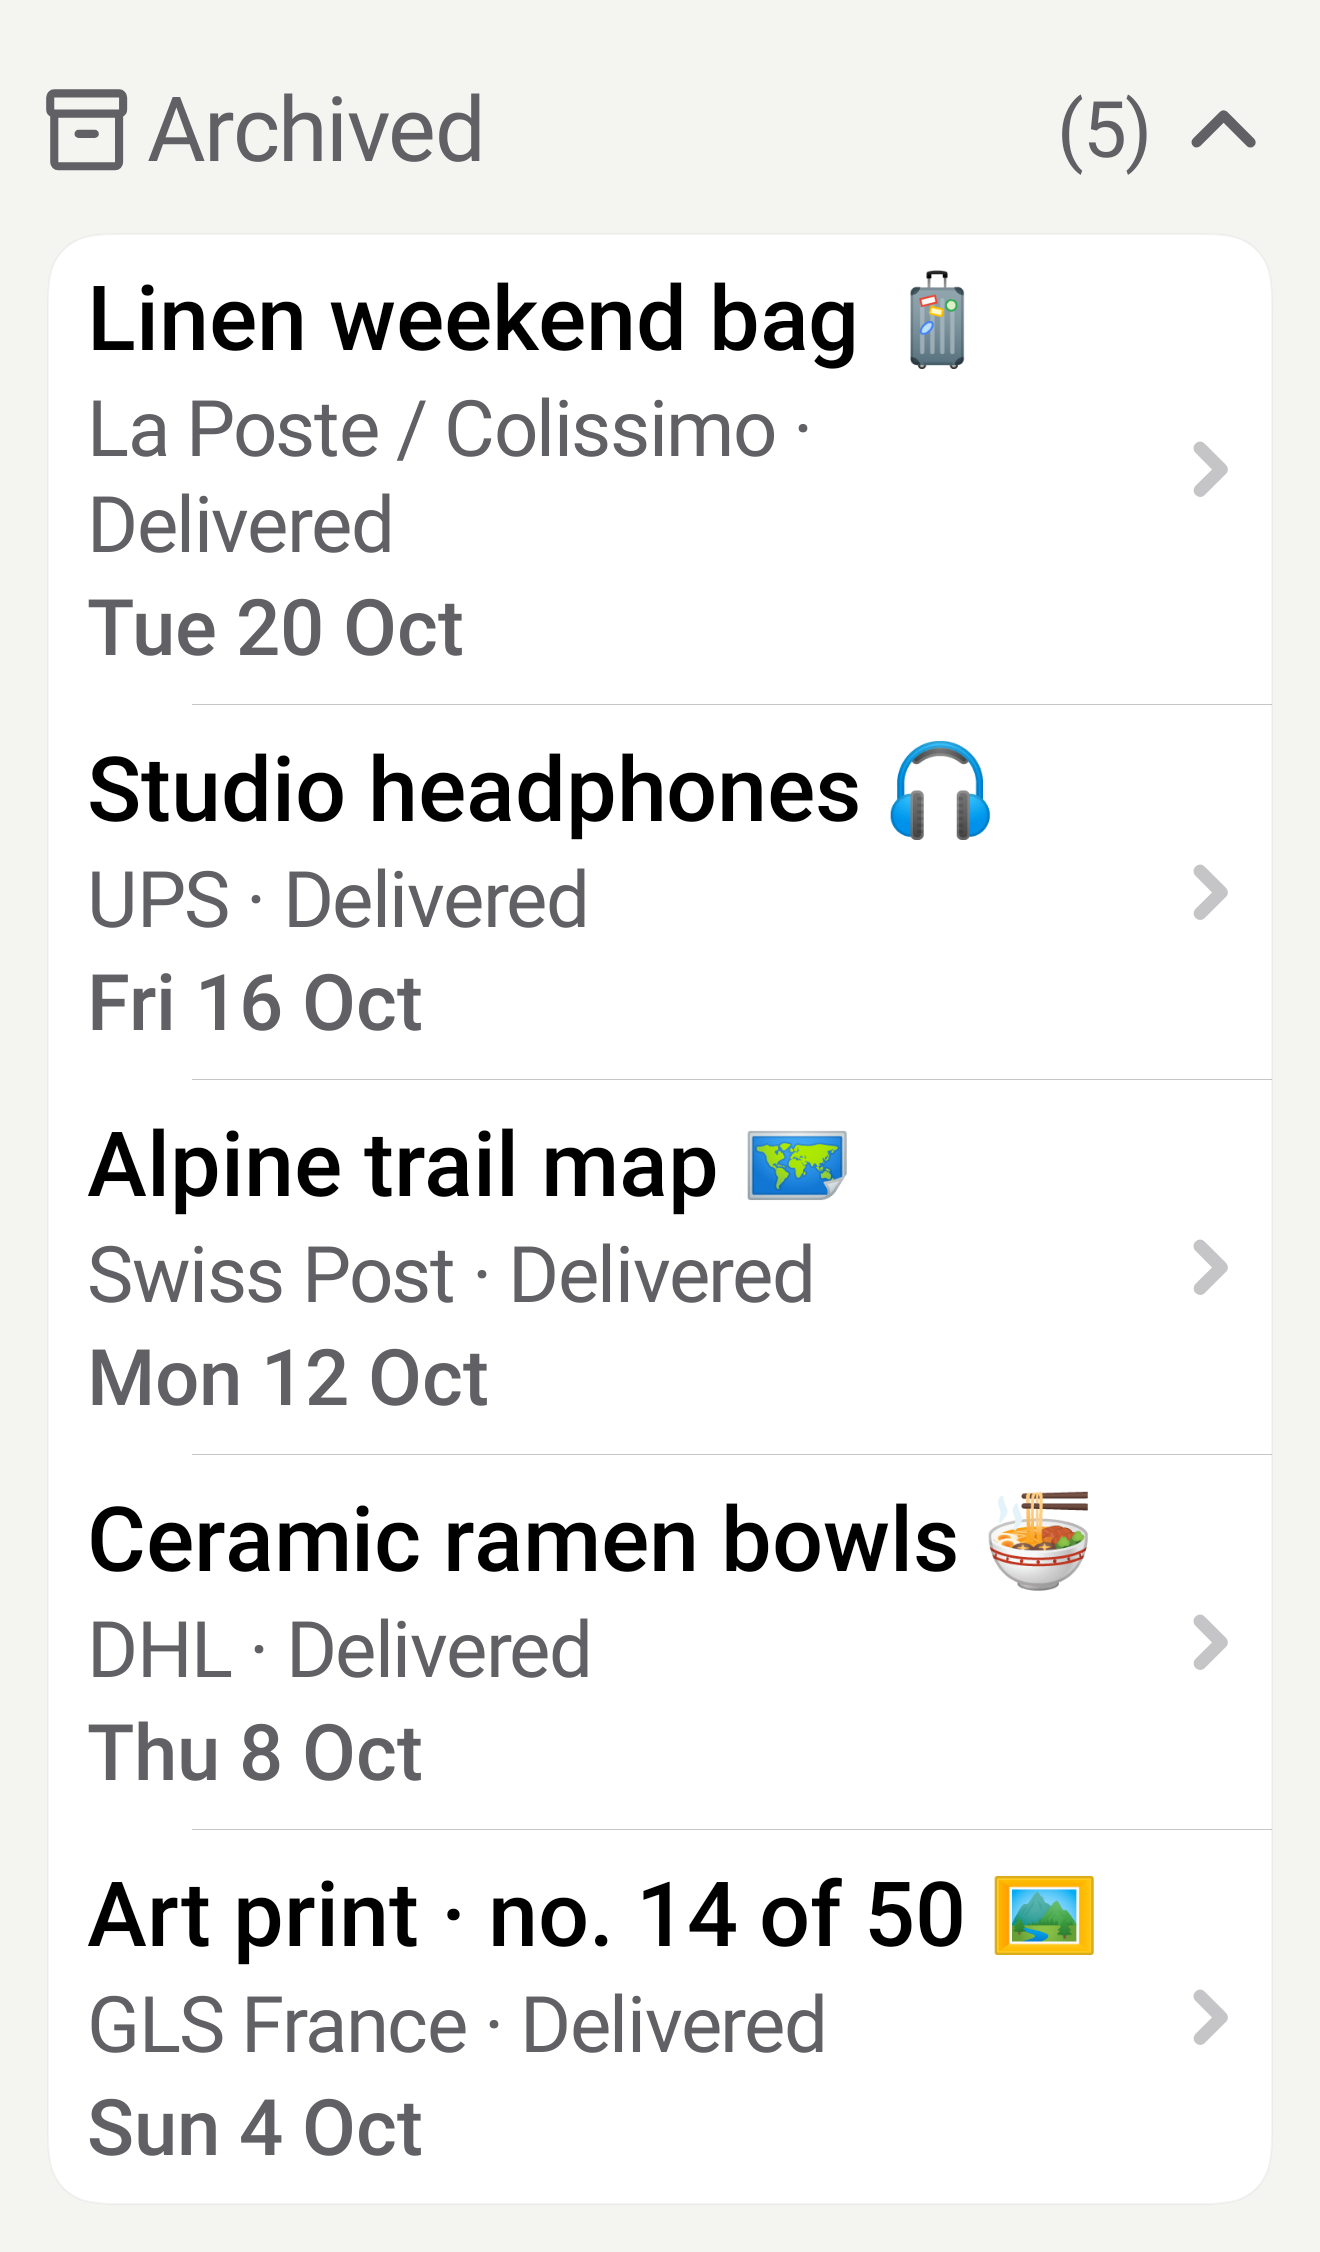 Archived (5)
Linen weekend bag 🧳
La Poste / Colissimo ·
Delivered
Tue 20 Oct
Studio headphones 🎧
UPS · Delivered
Fri 16 Oct
Alpine trail map 🗺️
Swiss Post · Delivered
Mon 12 Oct
Ceramic ramen bowls 🍜
DHL · Delivered
Thu 8 Oct
Art print · no. 14 of 50 🖼️
GLS France · Delivered
Sun 4 Oct